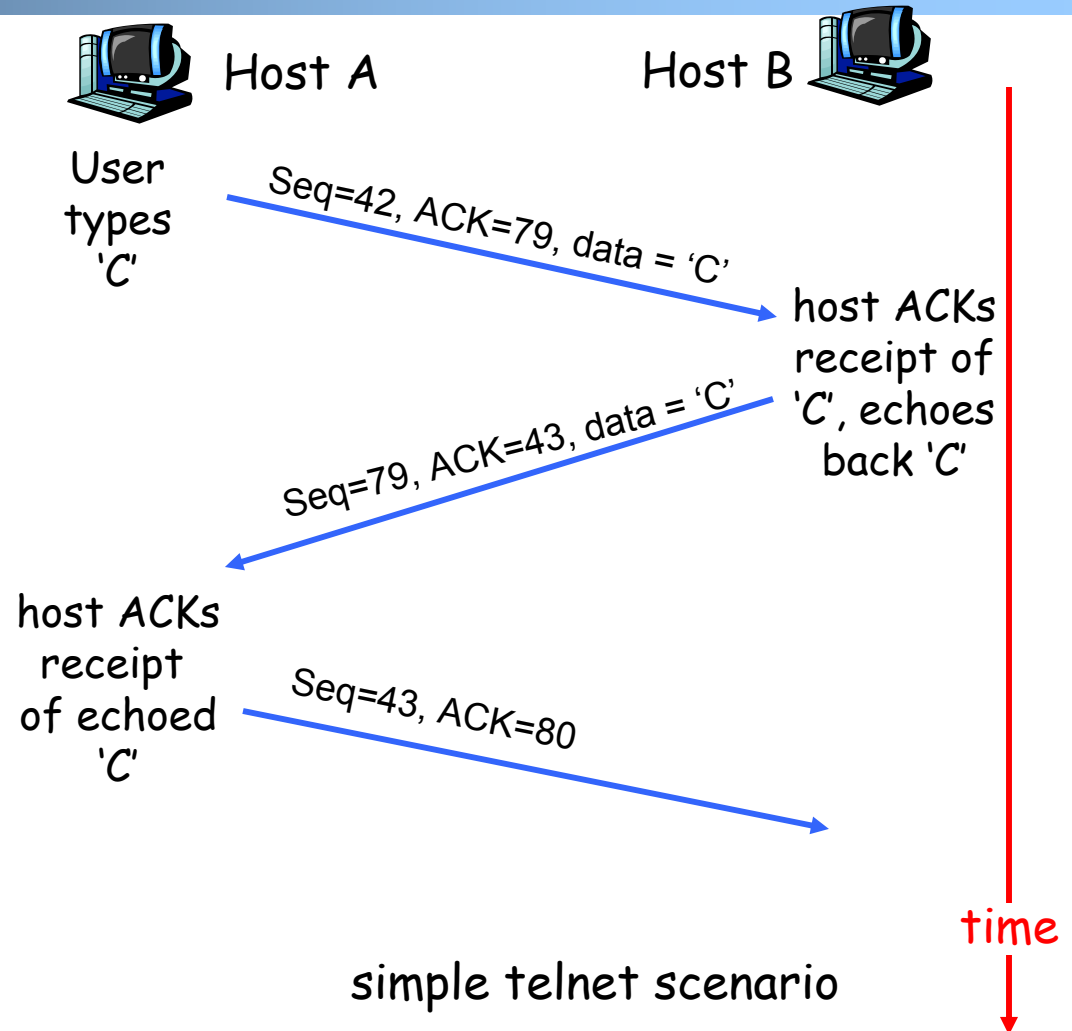 Host A
Host B
User
types
‘C’
Seq=42, ACK=79, data = ‘C’
host ACKs
receipt of
‘C’, echoes
back ‘C’
Seq=79, ACK=43, data = ‘C’
host ACKs
receipt
of echoed
‘C’
Seq=43, ACK=80
time
simple telnet scenario